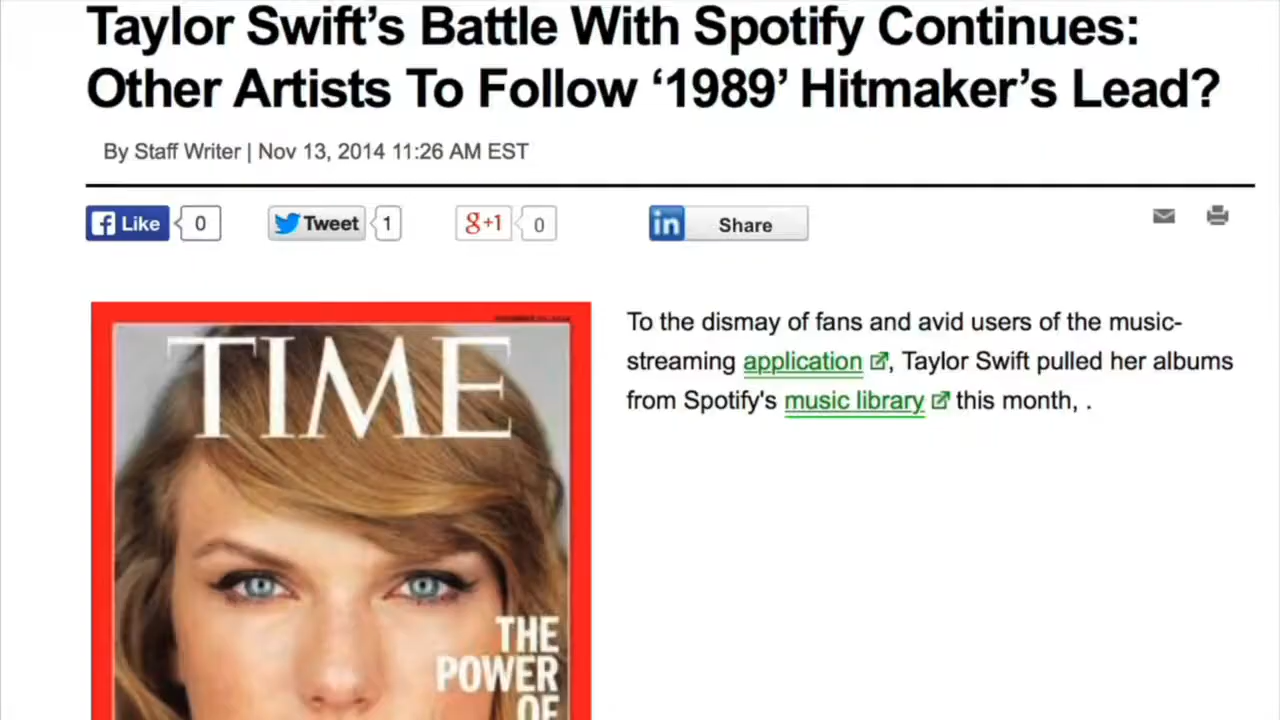 Taylor Swift’s Battle With Spotify Continues:
Other Artists To Follow ‘1989’ Hitmaker’s Lead?
By Staff Writer | Nov 13, 2014 11:26 AM EST
Like 0 Tweet 1 g+1 0 in Share
To the dismay of fans and avid users of the music-
streaming application, Taylor Swift pulled her albums
from Spotify's music library this month, .
TIME
THE
POWER
OF